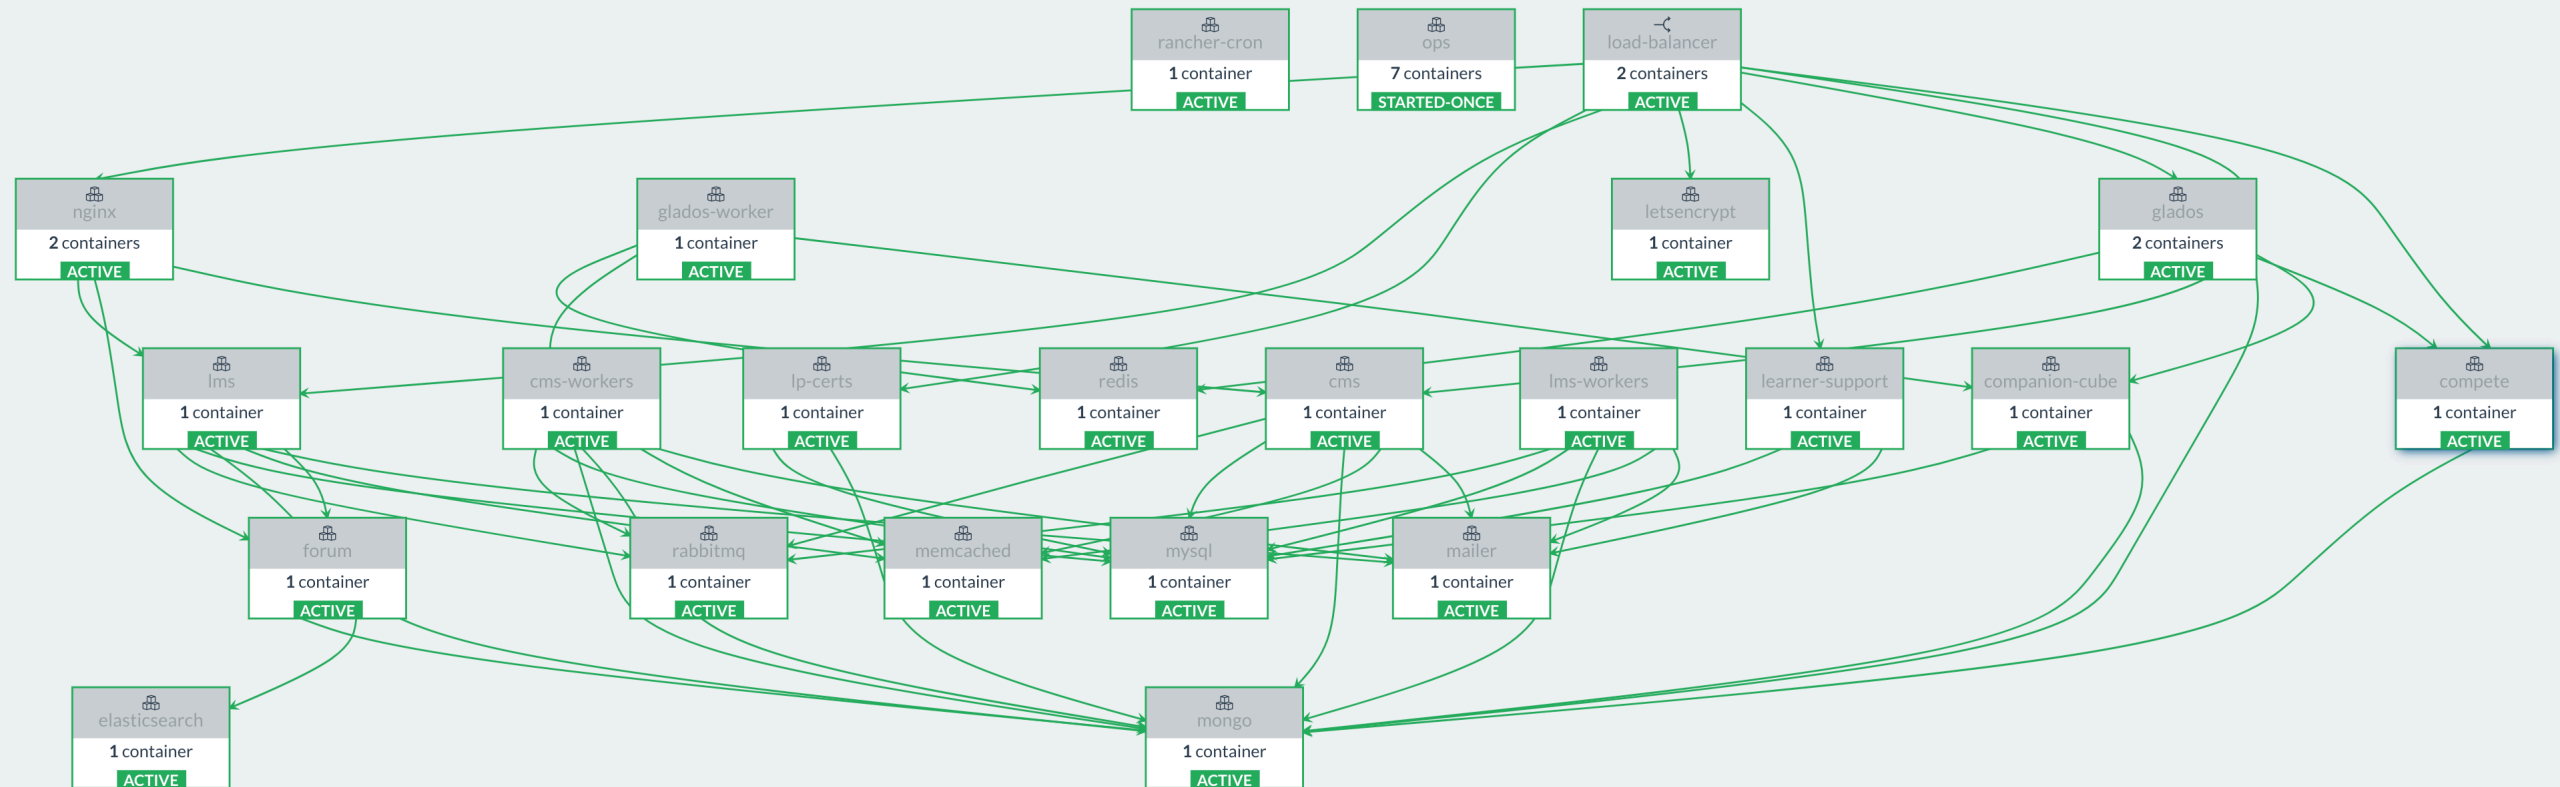 rancher-cron
1 container
ACTIVE
ops
7 containers
STARTED-ONCE
load-balancer
2 containers
ACTIVE
nginx
2 containers
ACTIVE
glados-worker
1 container
ACTIVE
letsencrypt
1 container
ACTIVE
glados
2 containers
ACTIVE
lms
1 container
ACTIVE
cms-workers
1 container
ACTIVE
lp-certs
1 container
ACTIVE
redis
1 container
ACTIVE
cms
1 container
ACTIVE
lms-workers
1 container
ACTIVE
learner-support
1 container
ACTIVE
companion-cube
1 container
ACTIVE
compete
1 container
ACTIVE
forum
1 container
ACTIVE
rabbitmq
1 container
ACTIVE
memcached
1 container
ACTIVE
mysql
1 container
ACTIVE
mailer
1 container
ACTIVE
elasticsearch
1 container
ACTIVE
mongo
1 container
ACTIVE